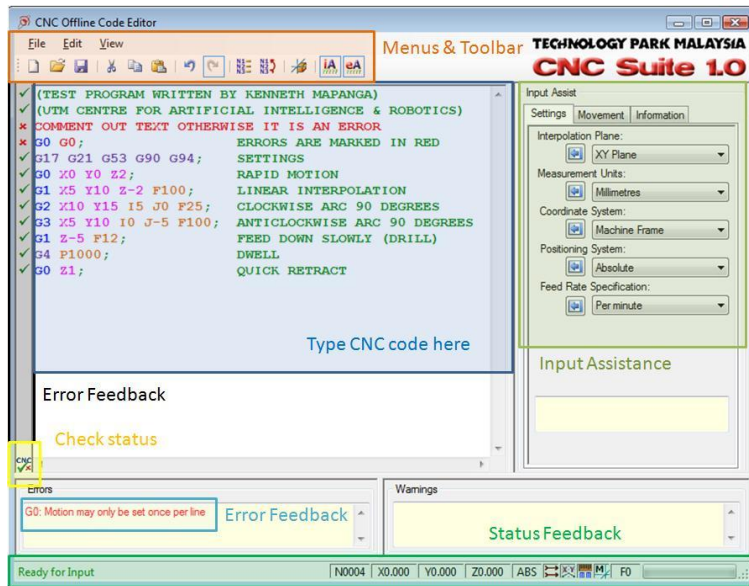 CNC Offline Code Editor
File Edit View
Menus & Toolbar
TECHNOLOGY PARK MALAYSIA
CNC Suite 1.0
iA eA
(TEST PROGRAM WRITTEN BY KENNETH MAPANGA)
(UTM CENTRE FOR ARTIFICIAL INTELLIGENCE & ROBOTICS)
COMMENT OUT TEXT OTHERWISE IT IS AN ERROR
G0 G0; ERRORS ARE MARKED IN RED
G17 G21 G53 G90 G94; SETTINGS
G0 X0 Y0 Z2; RAPID MOTION
G1 X5 Y10 Z-2 F100; LINEAR INTERPOLATION
G2 X10 Y15 I5 J0 F25; CLOCKWISE ARC 90 DEGREES
G3 X5 Y10 I0 J-5 F100; ANTICLOCKWISE ARC 90 DEGREES
G1 Z-5 F12; FEED DOWN SLOWLY (DRILL)
G4 P1000; DWELL
G0 Z1; QUICK RETRACT
Type CNC code here
Error Feedback
Check status
CNC
Input Assist
Settings Movement Information
Interpolation Plane:
XY Plane
Measurement Units:
Millimetres
Coordinate System:
Machine Frame
Positioning System:
Absolute
Feed Rate Specification:
Per minute
Input Assistance
Errors
G0: Motion may only be set once per line
Error Feedback
Warnings
Status Feedback
Ready for Input
N0004 X0.000 Y0.000 Z0.000 ABS XY M F0